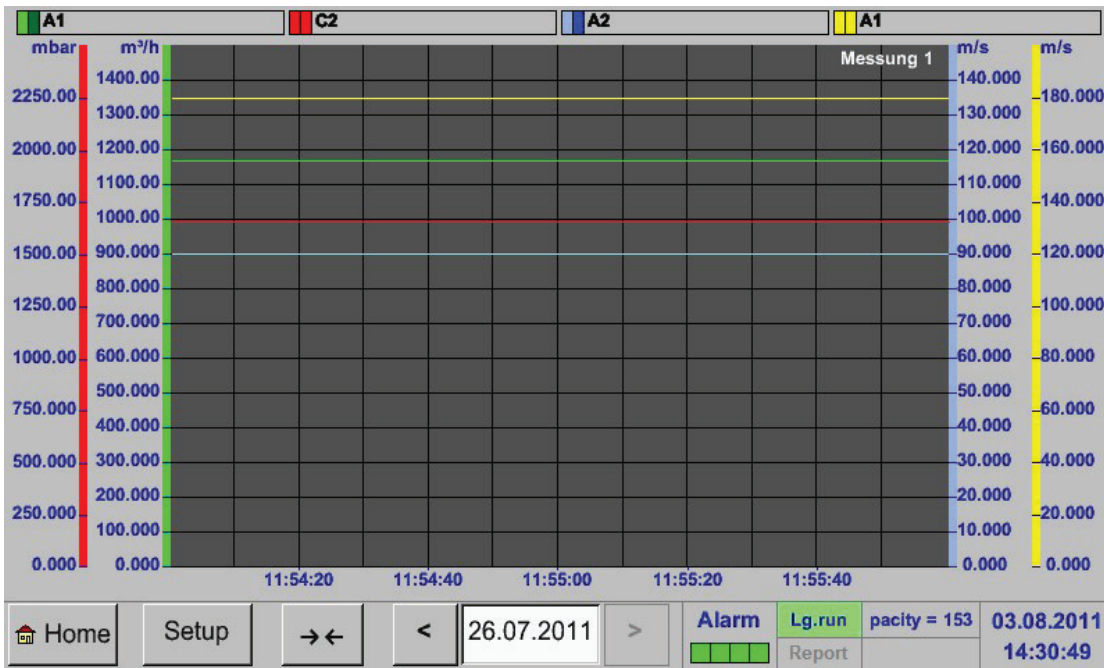 A1 C2 A2 A1
mbar m³/h Messung 1 m/s m/s
1400.00 140.000
2250.00 180.000
1300.00 130.000
2000.00 1200.00 120.000 160.000
1100.00 110.000
1750.00 140.000
1000.00 100.000
1500.00 900.000 90.000 120.000
800.000 80.000
1250.00 100.000
700.000 70.000
1000.00 600.000 60.000 80.000
500.000 50.000
750.000 60.000
400.000 40.000
500.000 300.000 30.000 40.000
200.000 20.000
250.000 20.000
100.000 10.000
0.000 0.000 0.000 0.000
11:54:20 11:54:40 11:55:00 11:55:20 11:55:40
Home Setup →← < 26.07.2011 > Alarm Lg.run pacity = 153 03.08.2011
Report 14:30:49